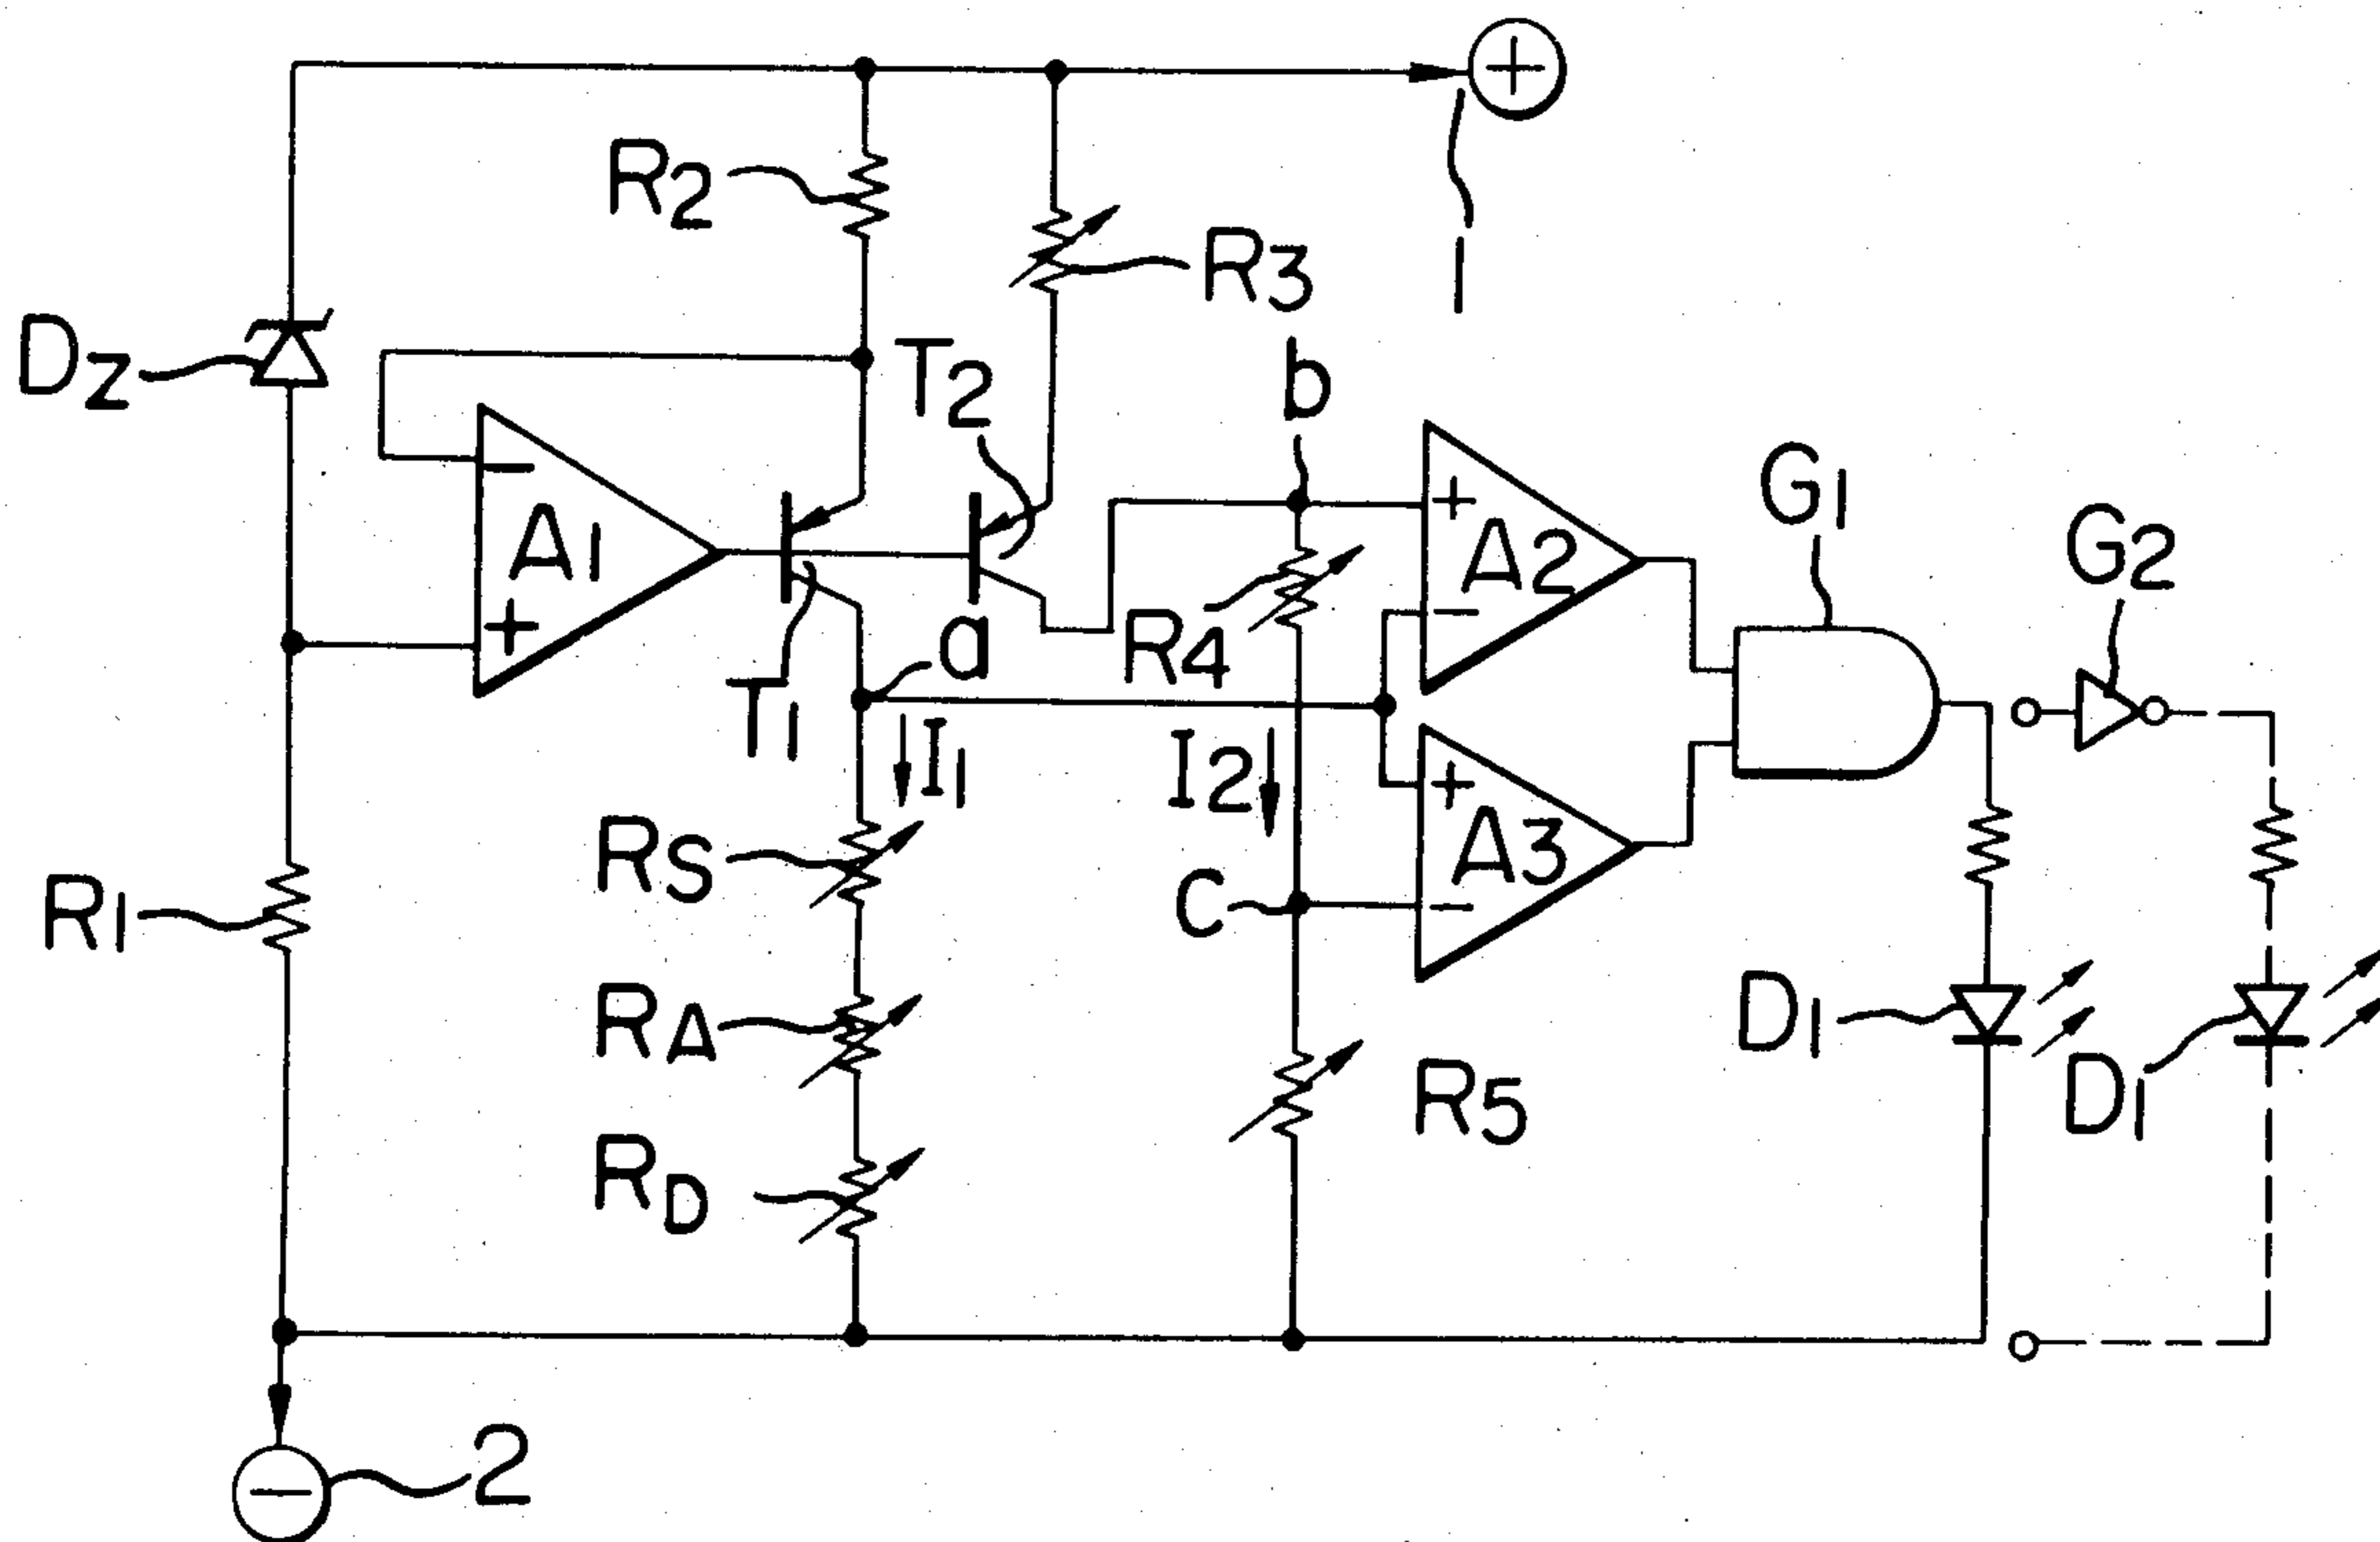 +
R2
R3
1
DZ
T2
b
−
A1
+
+
A2
−
G1
G2
a
R4
T1
I1
I2
+
A3
−
RS
C
R1
RA
D1
D1
R5
RD
2
−